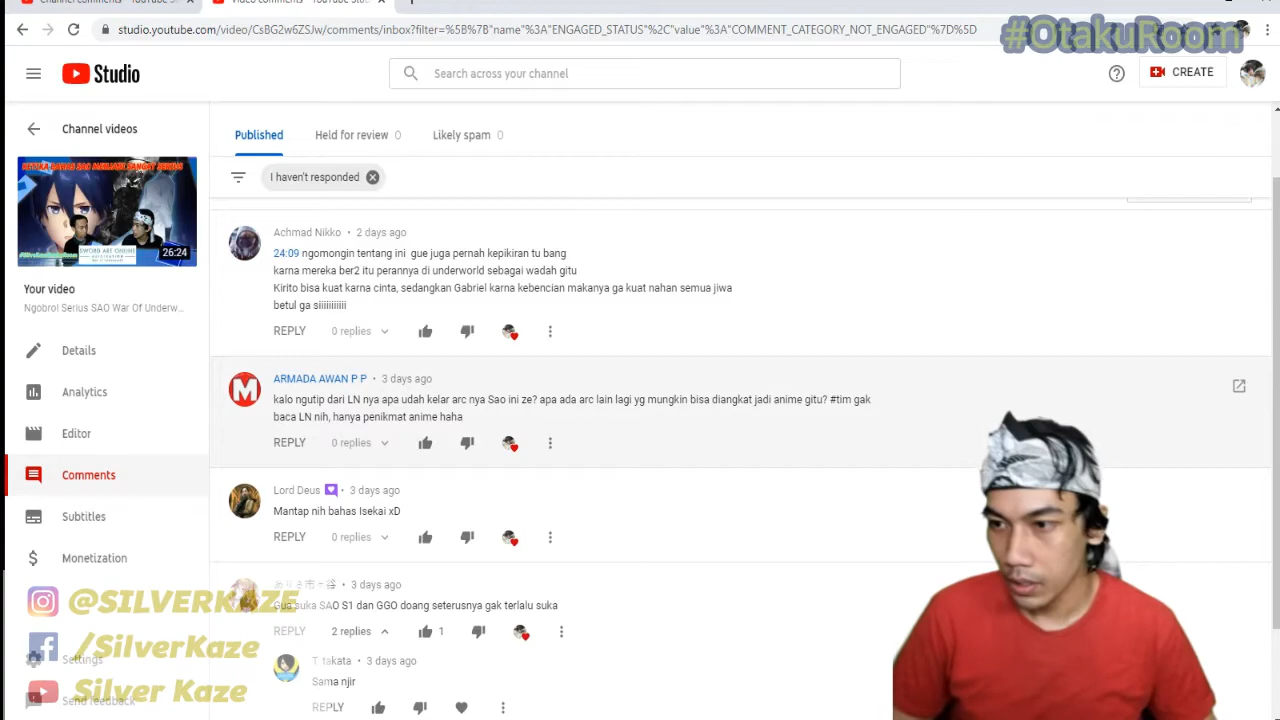 studio.youtube.com/video/CsBG2w6ZSJw/comments/inbox?filter=%5B%7B"name"%3A"ENGAGED_STATUS"%2C"value"%3A"COMMENT_CATEGORY_NOT_ENGAGED"%7D%5D
#OtakuRoom
Studio
Search across your channel
CREATE
Channel videos
Published
Held for review 0
Likely spam 0
I haven't responded
SWORD ART ONLINE
26:24
Your video
Ngobrol Serius SAO War Of Underw...
Details
Analytics
Editor
Comments
Subtitles
Monetization
Settings
Send feedback
@SILVERKAZE
/SilverKaze
Silver Kaze
Achmad Nikko • 2 days ago
24:09 ngomongin tentang ini gue juga pernah kepikiran tu bang
karna mereka ber2 itu perannya di underworld sebagai wadah gitu
Kirito bisa kuat karna cinta, sedangkan Gabriel karna kebencian makanya ga kuat nahan semua jiwa
betul ga siiiiiiiiiii
REPLY 0 replies
ARMADA AWAN P P • 3 days ago
kalo ngutip dari LN nya apa udah kelar arc nya Sao ini ze? apa ada arc lain lagi yg mungkin bisa diangkat jadi anime gitu? #tim gak
baca LN nih, hanya penikmat anime haha
REPLY 0 replies
Lord Deus • 3 days ago
Mantap nih bahas Isekai xD
REPLY 0 replies
• 3 days ago
Gua suka SAO S1 dan GGO doang seterusnya gak terlalu suka
REPLY 2 replies 1
T takata • 3 days ago
Sama njir
REPLY